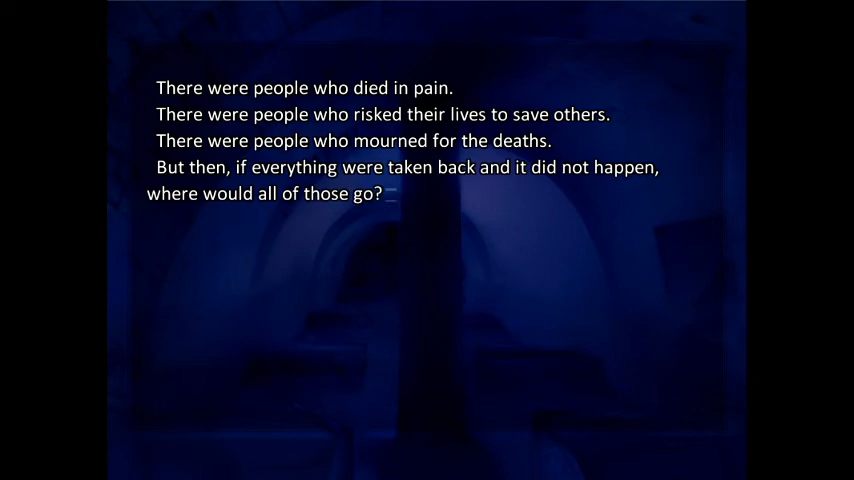 There were people who died in pain.
There were people who risked their lives to save others.
There were people who mourned for the deaths.
But then, if everything were taken back and it did not happen,
where would all of those go?